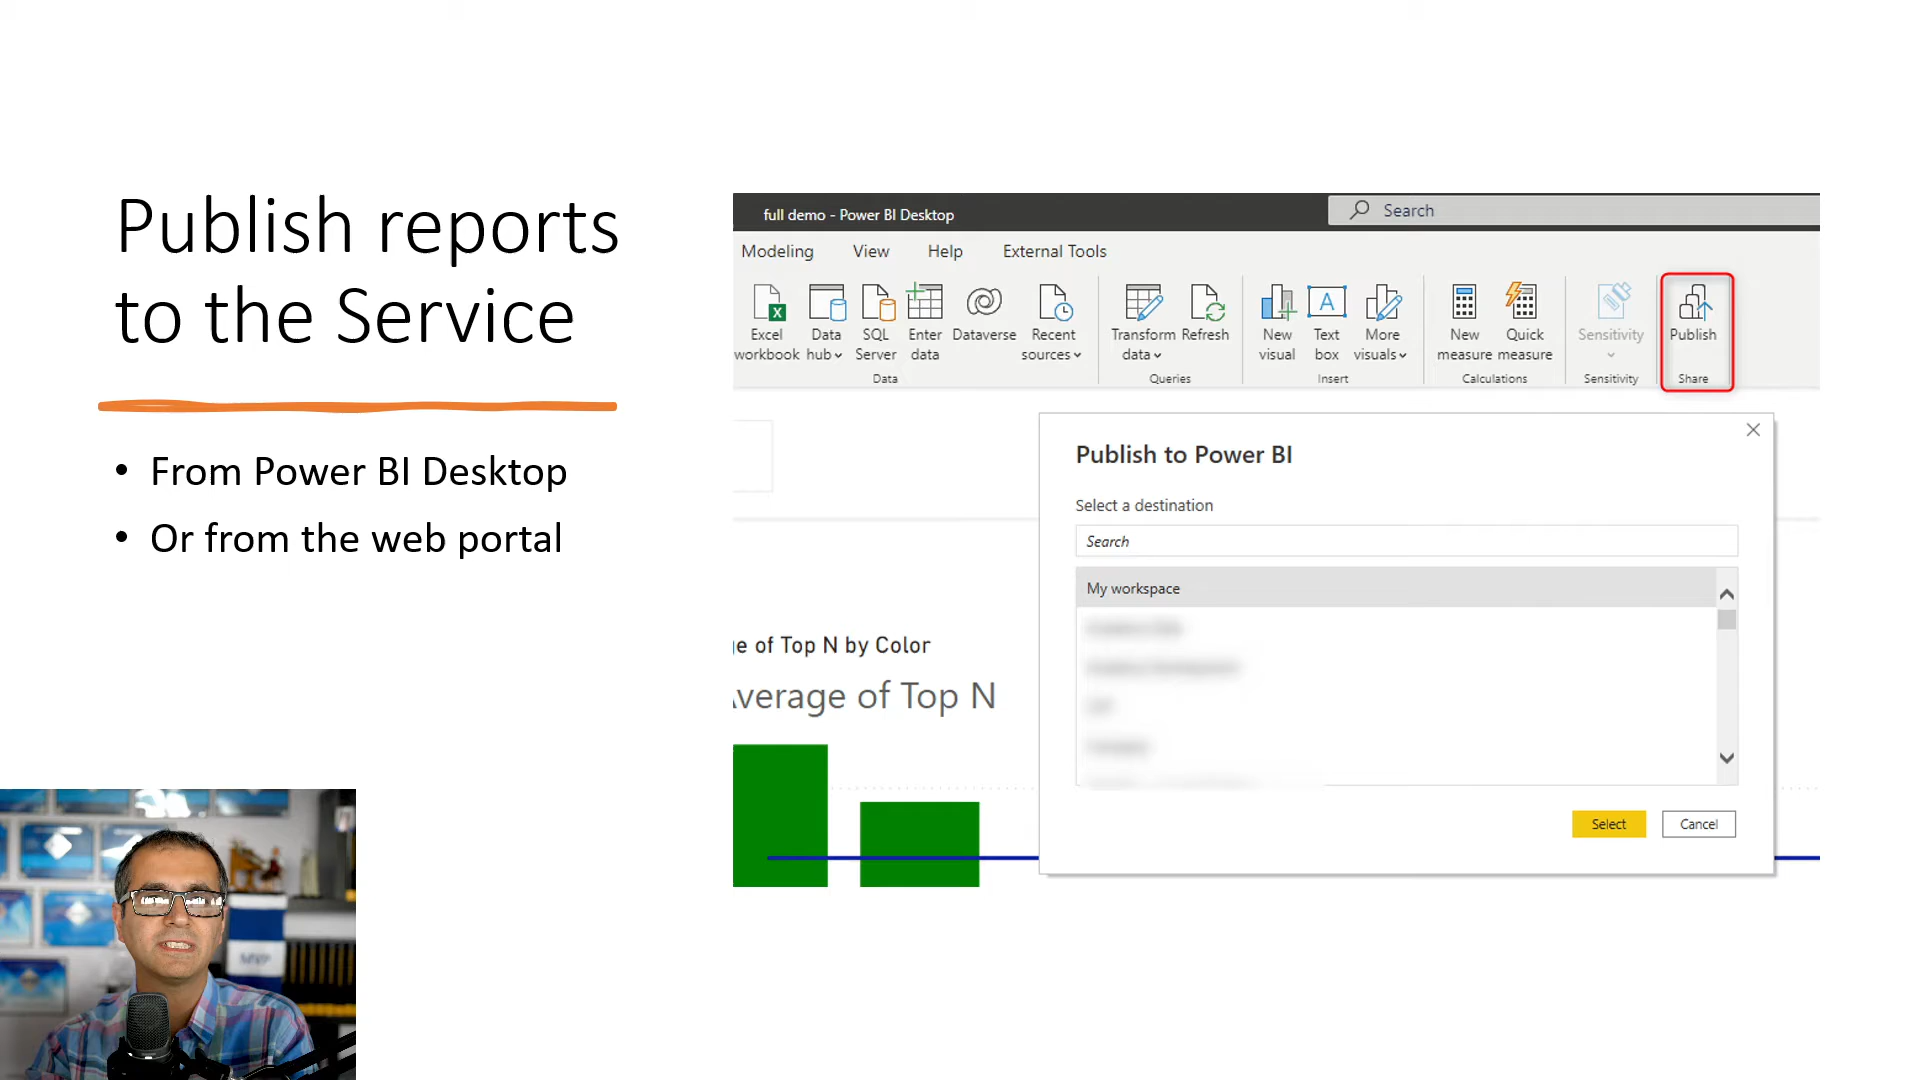 Publish reports
to the Service
• From Power BI Desktop
• Or from the web portal
full demo - Power BI Desktop
Search
Modeling View Help External Tools
Excel workbook
Data hub
SQL Server
Enter data
Dataverse
Recent sources
Data
Transform data
Refresh
Queries
New visual
Text box
More visuals
Insert
New measure
Quick measure
Calculations
Sensitivity
Sensitivity
Publish
Share
Publish to Power BI
Select a destination
Search
My workspace
Select Cancel
of Top N by Color
of Top N
MVP